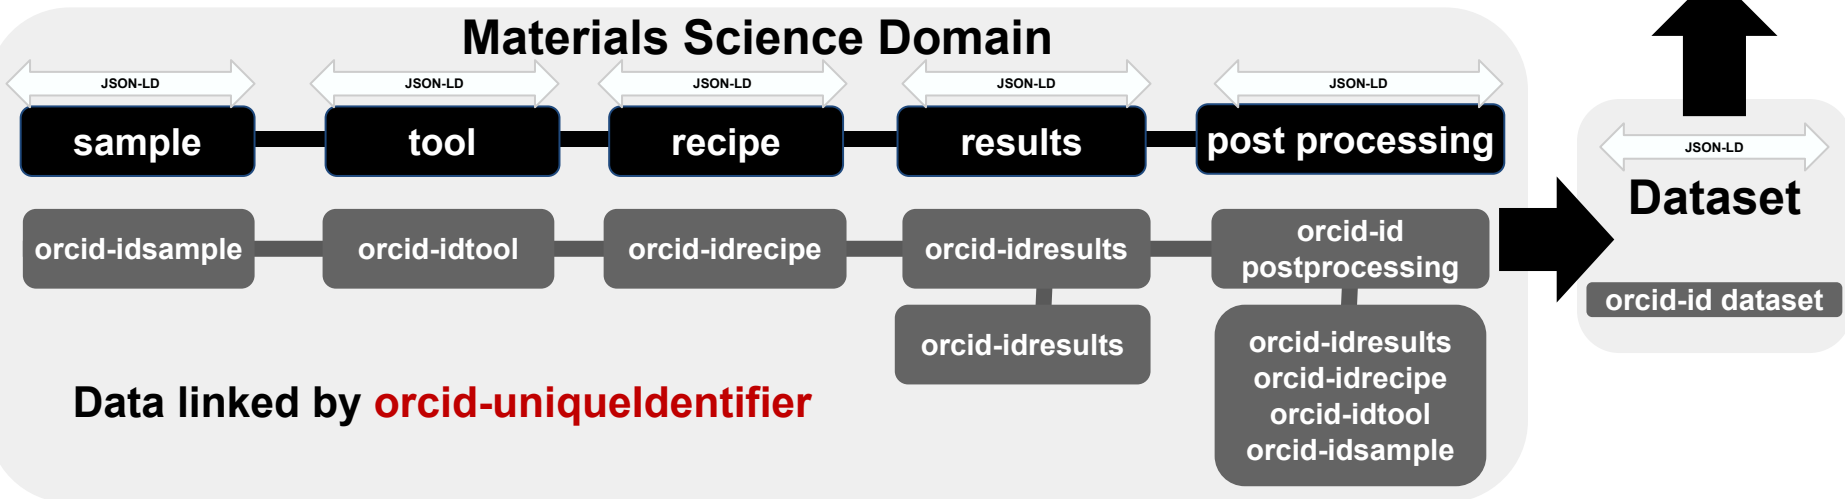 Materials Science Domain
JSON-LD
JSON-LD
JSON-LD
JSON-LD
JSON-LD
sample
tool
recipe
results
post processing
orcid-idsample
orcid-idtool
orcid-idrecipe
orcid-idresults
orcid-id
postprocessing
orcid-idresults
orcid-idresults
orcid-idrecipe
orcid-idtool
orcid-idsample
Data linked by orcid-uniqueIdentifier
JSON-LD
Dataset
orcid-id dataset